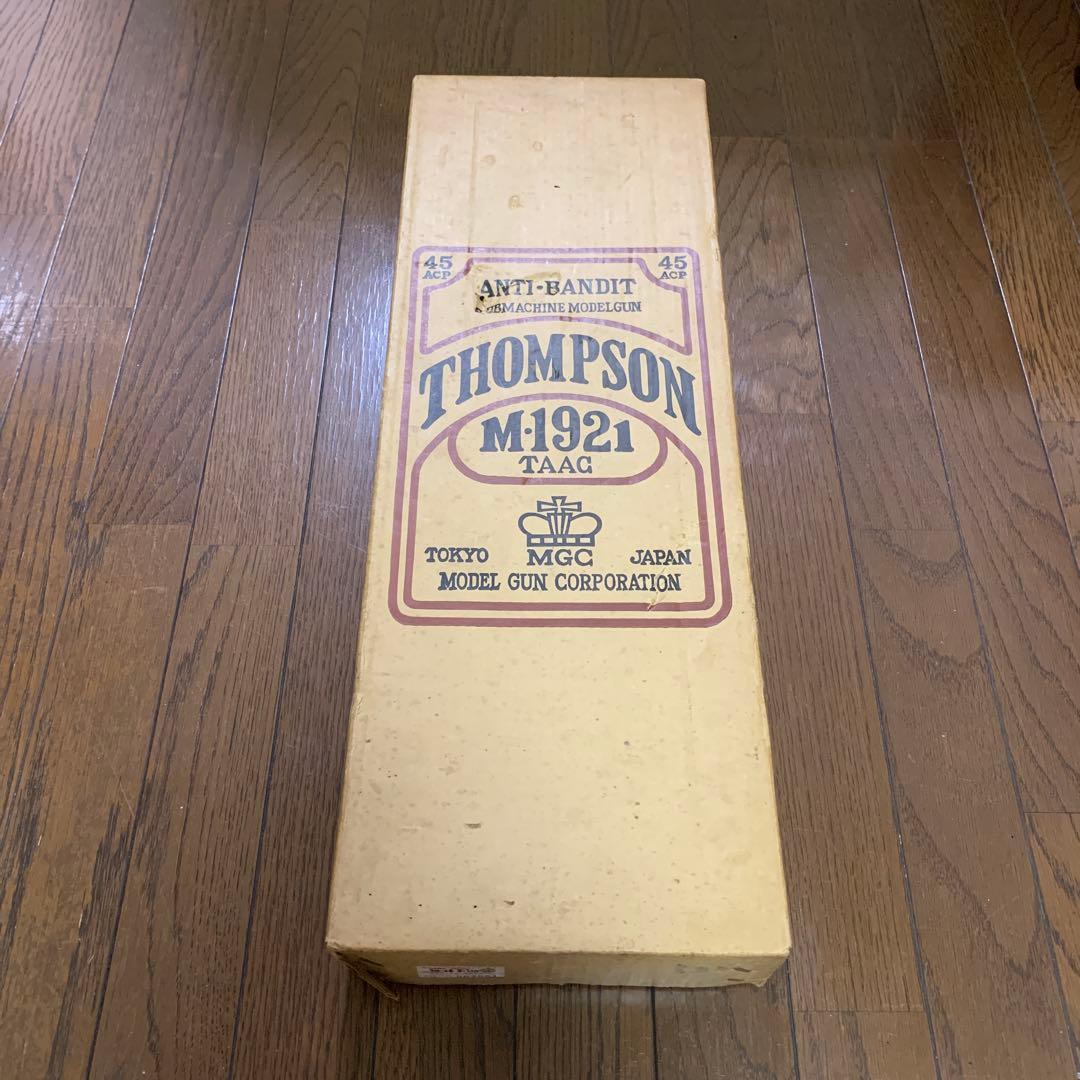 45 ACP
45 ACP
ANTI-BANDIT
SUBMACHINE MODELGUN
THOMPSON
M·1921
TAAC
TOKYO MGC JAPAN
MODEL GUN CORPORATION